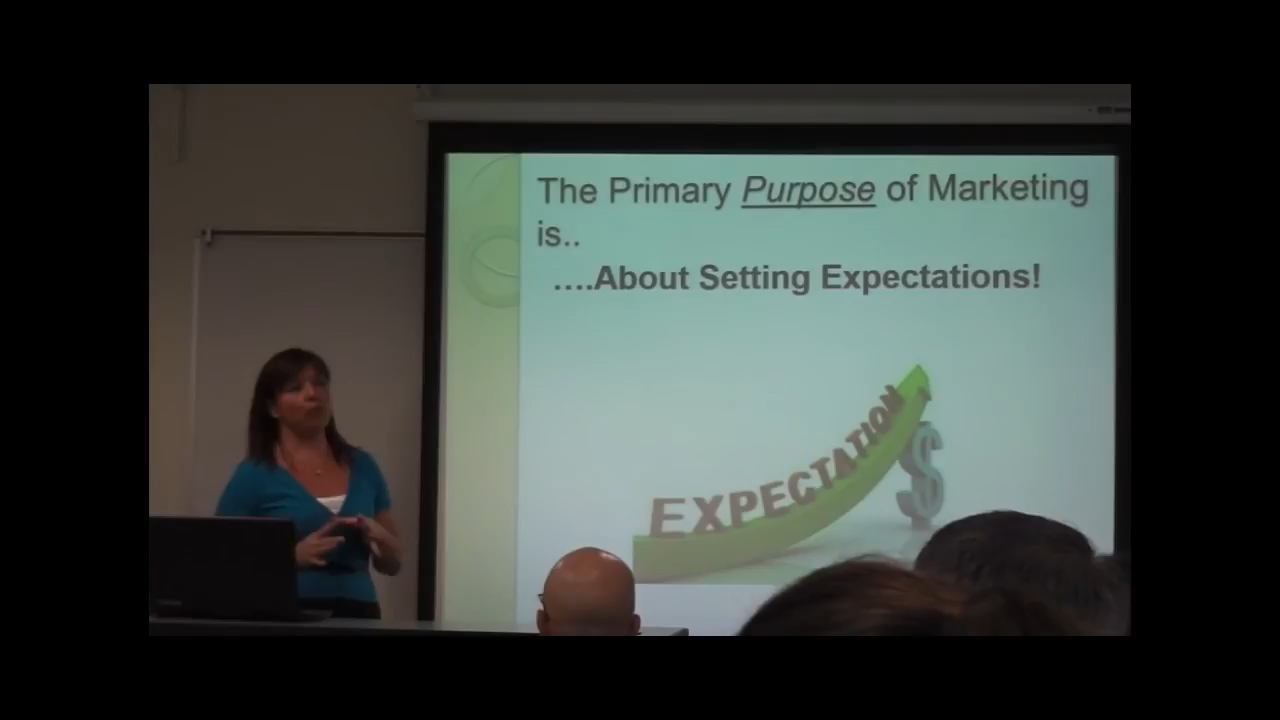 The Primary Purpose of Marketing
is..
....About Setting Expectations!
EXPECTATION
$